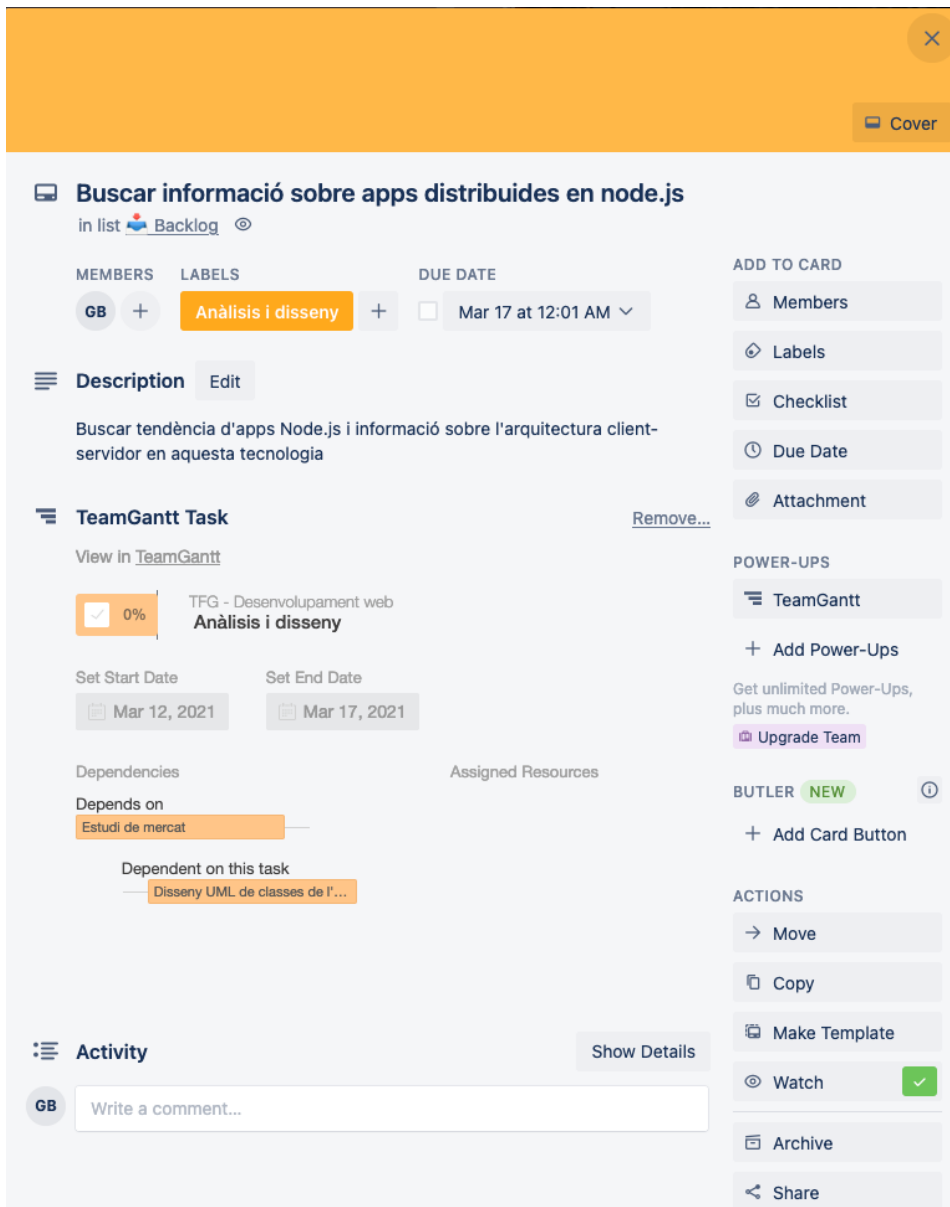 Cover
Buscar informació sobre apps distribuides en node.js
in list Backlog
MEMBERS LABELS DUE DATE
GB + Anàlisis i disseny + Mar 17 at 12:01 AM
Description Edit
Buscar tendència d'apps Node.js i informació sobre l'arquitectura client-
servidor en aquesta tecnologia
TeamGantt Task Remove...
View in TeamGantt
0% TFG - Desenvolupament web
Anàlisis i disseny
Set Start Date Set End Date
Mar 12, 2021 Mar 17, 2021
Dependencies Assigned Resources
Depends on
Estudi de mercat
Dependent on this task
Disseny UML de classes de l'...
Activity Show Details
GB Write a comment...
ADD TO CARD
Members
Labels
Checklist
Due Date
Attachment
POWER-UPS
TeamGantt
+ Add Power-Ups
Get unlimited Power-Ups,
plus much more.
Upgrade Team
BUTLER NEW
+ Add Card Button
ACTIONS
Move
Copy
Make Template
Watch
Archive
Share